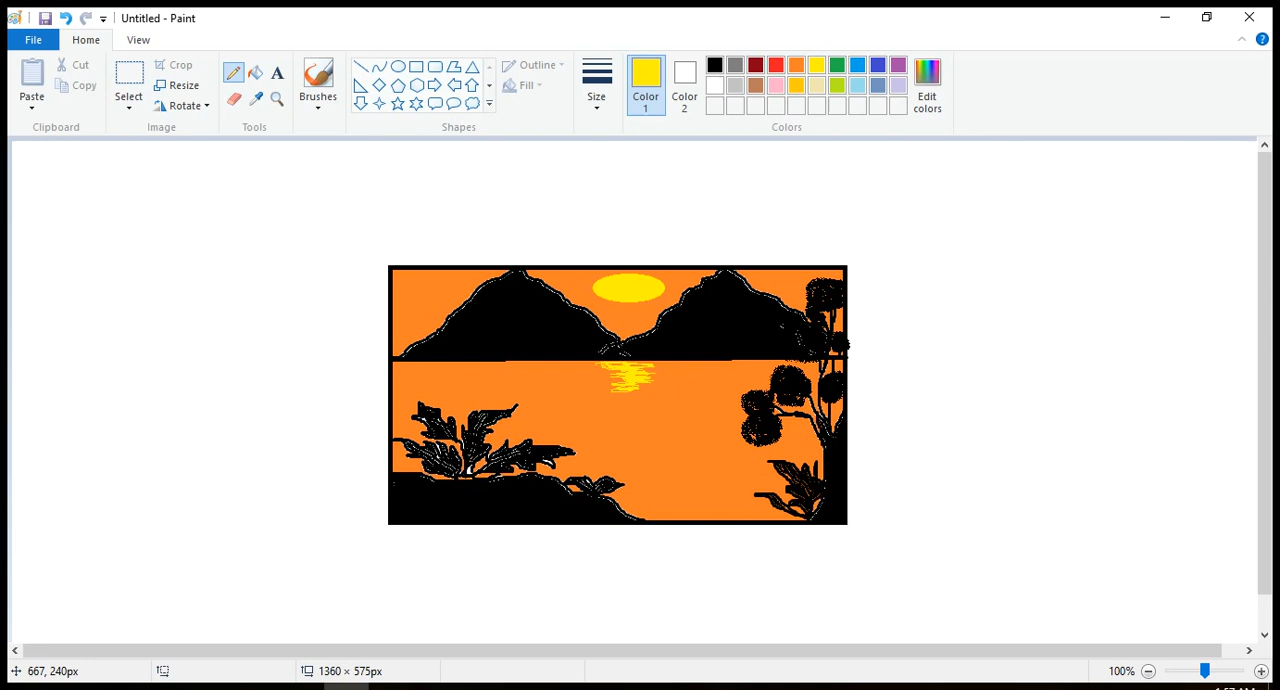 Untitled - Paint
File Home View
Paste
Cut
Copy
Clipboard
Select
Crop
Resize
Rotate
Image
A
Tools
Brushes
Outline
Fill
Shapes
Size
Color 1
Color 2
Edit colors
Colors
667, 240px
1360 × 575px
100%